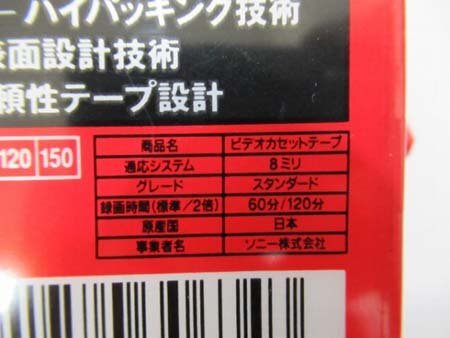 ハイパッキング技術
表面設計技術
頼性テープ設計
120 150
商品名 ビデオカセットテープ
適応システム 8ミリ
グレード スタンダード
録画時間(標準/2倍) 60分/120分
原産国 日本
事業者名 ソニー株式会社